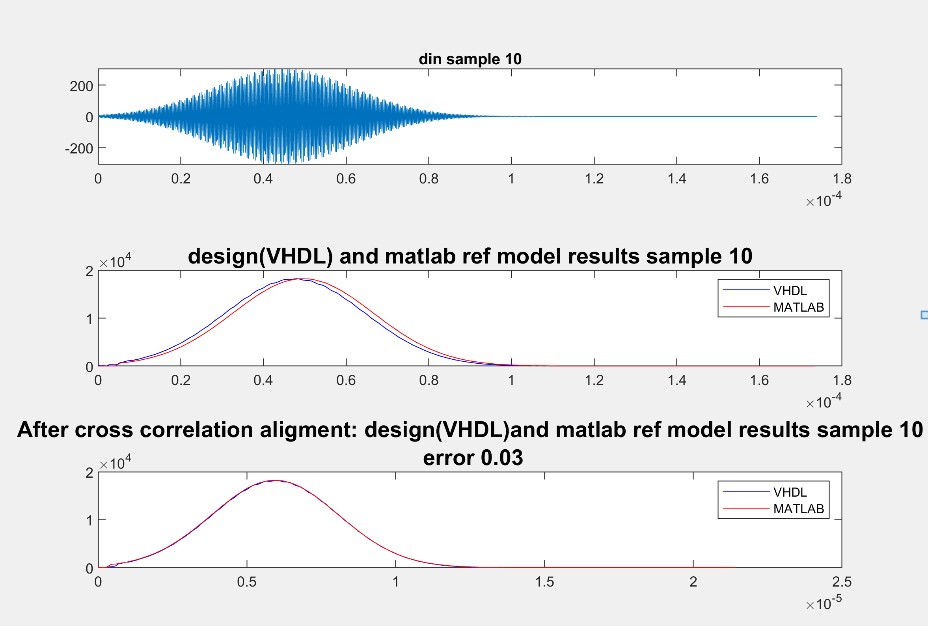 din sample 10
200
0
-200
0 0.2 0.4 0.6 0.8 1 1.2 1.4 1.6 1.8
×10-4
design(VHDL) and matlab ref model results sample 10
×104
2
1
0
VHDL
MATLAB
0 0.2 0.4 0.6 0.8 1 1.2 1.4 1.6 1.8
×10-4
After cross correlation aligment: design(VHDL)and matlab ref model results sample 10
error 0.03
×104
2
1
0
VHDL
MATLAB
0 0.5 1 1.5 2 2.5
×10-5